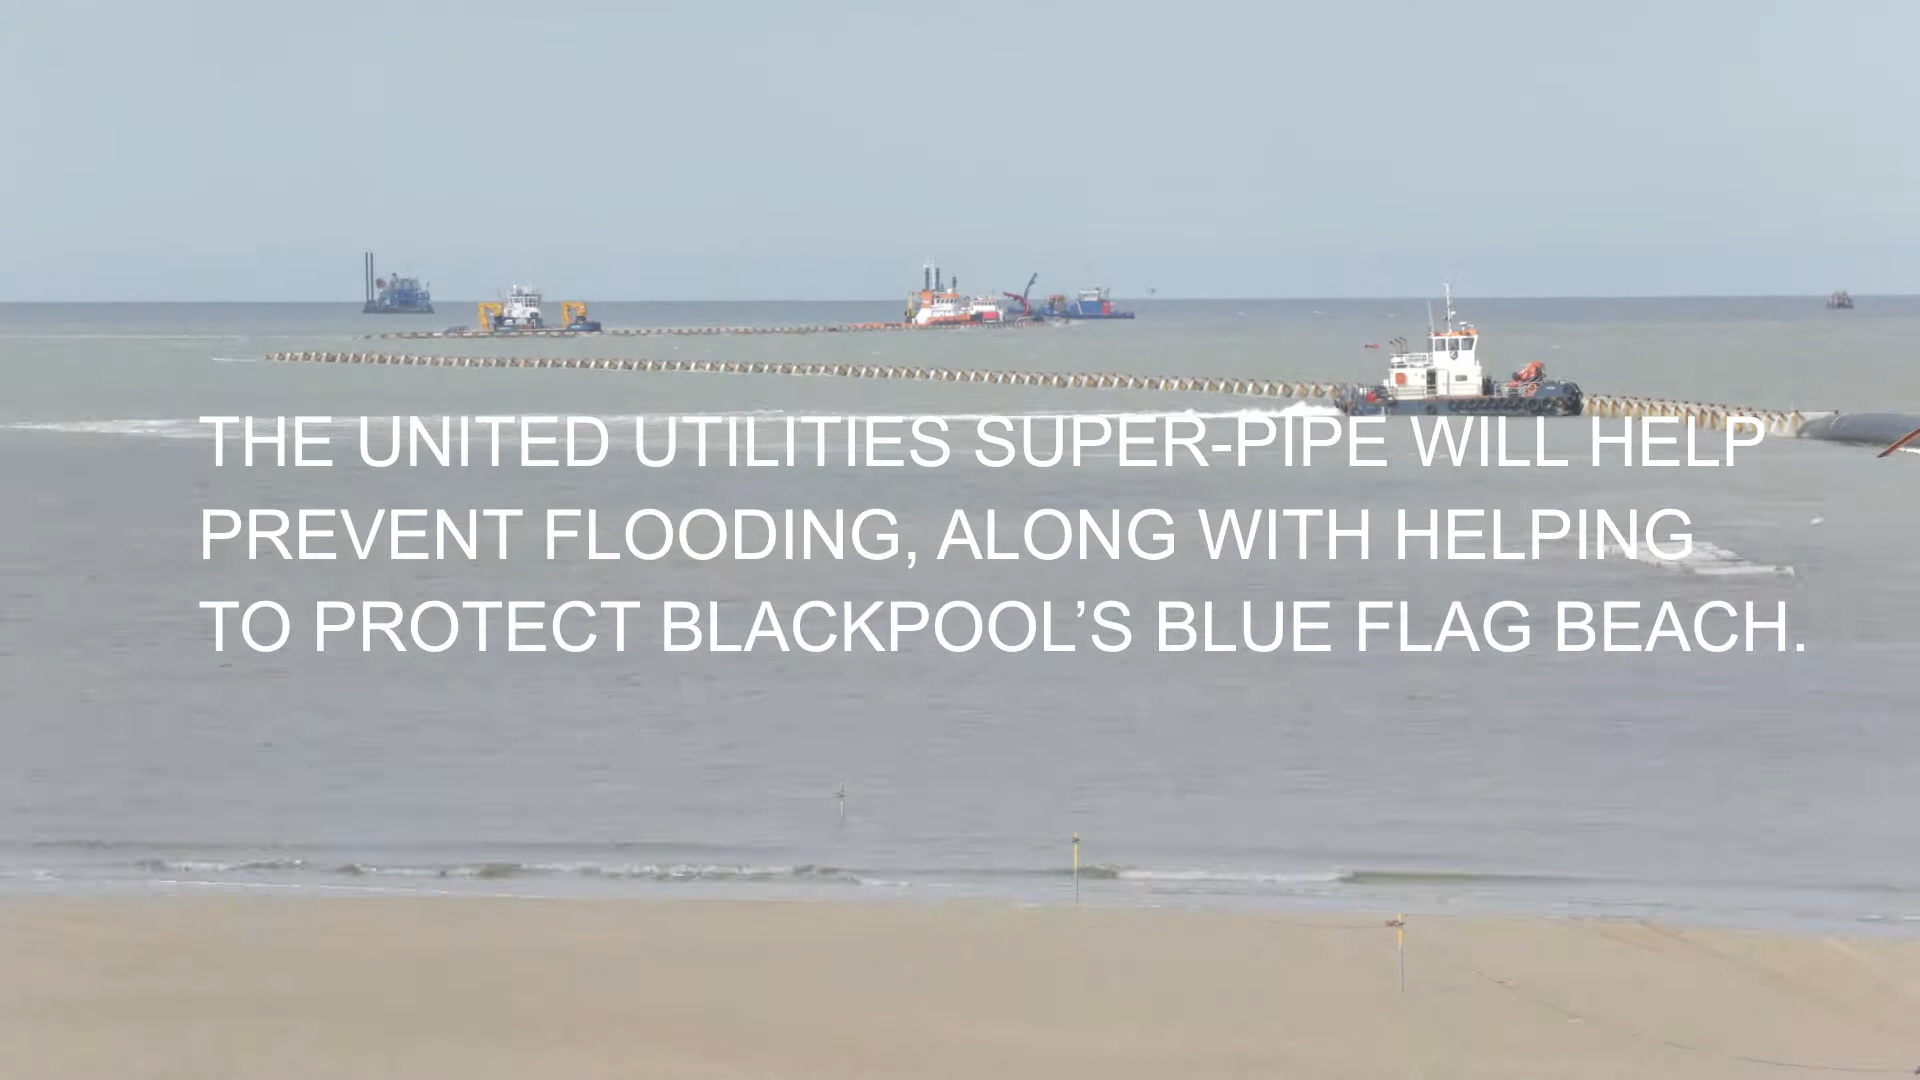 THE UNITED UTILITIES SUPER-PIPE WILL HELP
PREVENT FLOODING, ALONG WITH HELPING
TO PROTECT BLACKPOOL’S BLUE FLAG BEACH.